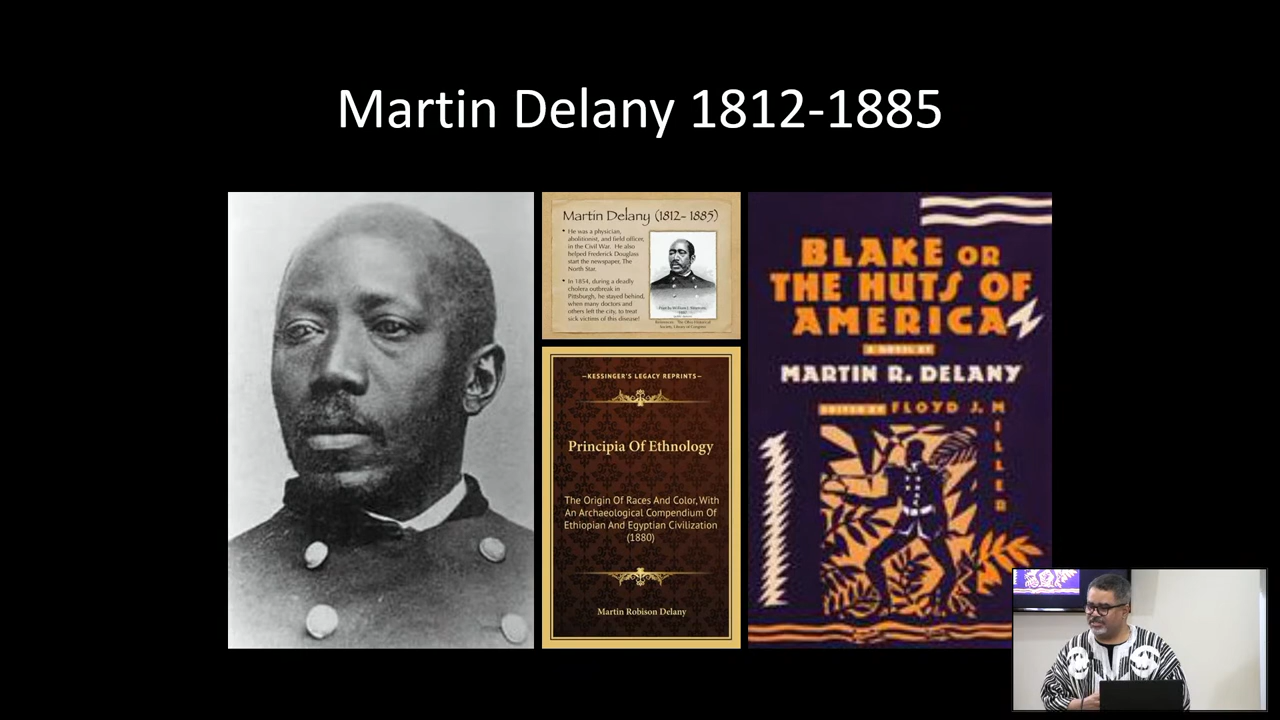 Martin Delany 1812-1885
Martin Delany (1812- 1885)
• He was a physician,
abolitionist, and field officer,
in the Civil War. He also
helped Frederick Douglass
start the newspaper, The
North Star.
• In 1854, during a deadly
cholera outbreak in
Pittsburgh, he stayed behind,
when many doctors and
others left the city, to treat
sick victims of this disease!
—KESSINGER'S LEGACY REPRINTS—
Principia Of Ethnology
The Origin Of Races And Color, With
An Archaeological Compendium Of
Ethiopian And Egyptian Civilization
(1880)
Martin Robison Delany
BLAKE OR
THE HUTS OF
AMERICA
A NOVEL BY
MARTIN R. DELANY
EDITED BY FLOYD J. MILLER